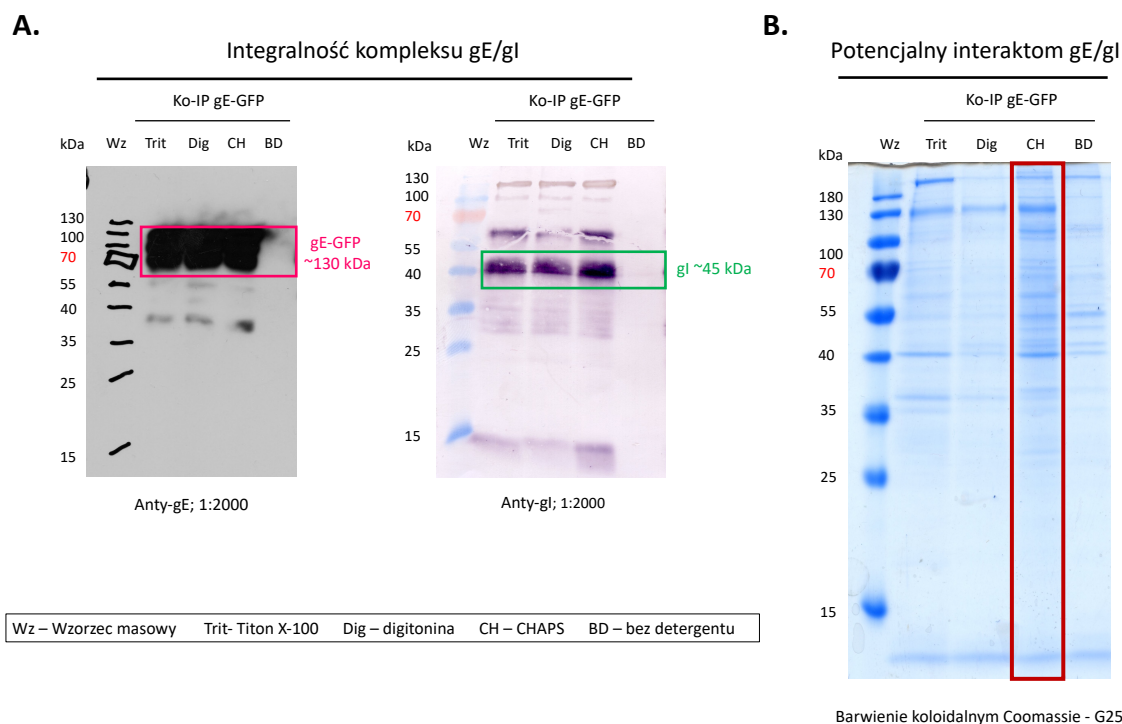 A.
Integralność kompleksu gE/gI
Ko-IP gE-GFP
kDa Wz Trit Dig CH BD
130
100
70
55
40
35
25
15
gE-GFP
~130 kDa
Anty-gE; 1:2000
Ko-IP gE-GFP
kDa Wz Trit Dig CH BD
130
100
70
55
40
35
25
15
gI ~45 kDa
Anty-gI; 1:2000
Wz – Wzorzec masowy Trit- Titon X-100 Dig – digitonina CH – CHAPS BD – bez detergentu
B.
Potencjalny interaktom gE/gI
Ko-IP gE-GFP
kDa Wz Trit Dig CH BD
180
130
100
70
55
40
35
25
15
Barwienie koloidalnym Coomassie - G25